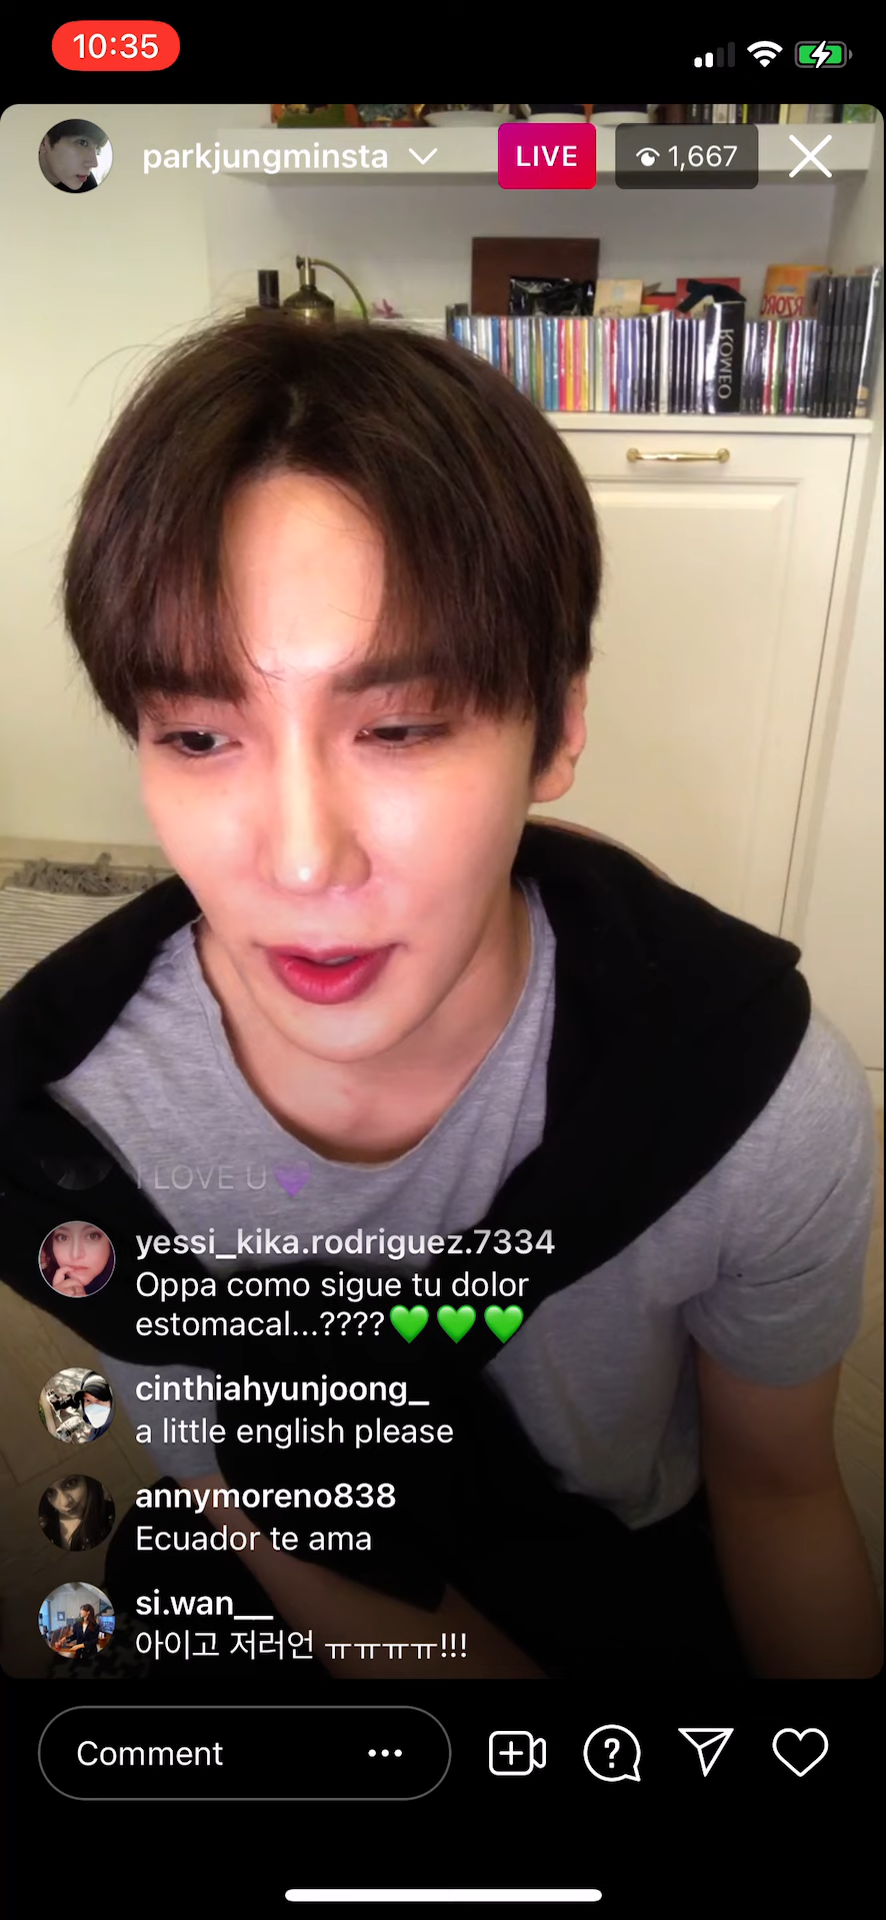 10:35
parkjungminsta
LIVE
1,667
ROMEO
I LOVE U💜
yessi_kika.rodriguez.7334
Oppa como sigue tu dolor
estomacal...????💚💚💚
cinthiahyunjoong_
a little english please
annymoreno838
Ecuador te ama
si.wan__
아이고 저러언 ㅠㅠㅠㅠ!!!
Comment